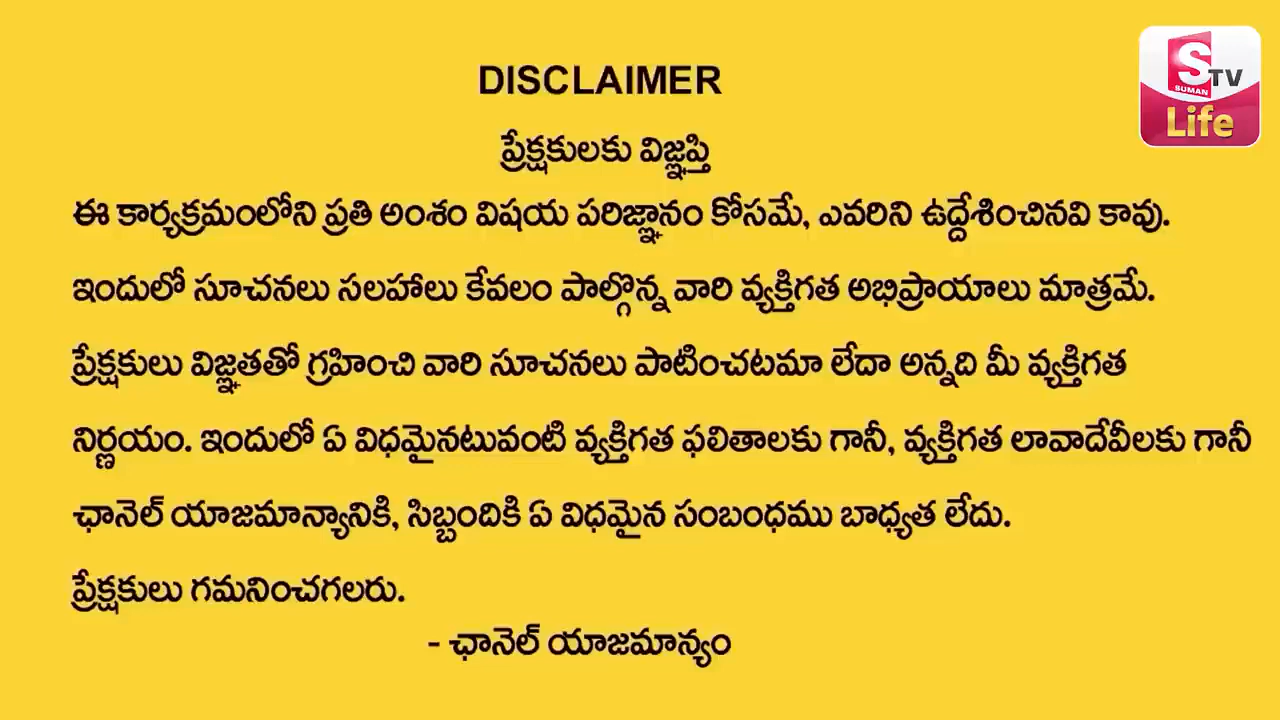 DISCLAIMER
ప్రేక్షకులకు విజ్ఞప్తి
ఈ కార్యక్రమంలోని ప్రతి అంశం విషయ పరిజ్ఞానం కోసమే, ఎవరిని ఉద్దేశించినవి కావు.
ఇందులో సూచనలు సలహాలు కేవలం పాల్గొన్న వారి వ్యక్తిగత అభిప్రాయాలు మాత్రమే.
ప్రేక్షకులు విజ్ఞతతో గ్రహించి వారి సూచనలు పాటించటమా లేదా అన్నది మీ వ్యక్తిగత
నిర్ణయం. ఇందులో ఏ విధమైనటువంటి వ్యక్తిగత ఫలితాలకు గానీ, వ్యక్తిగత లావాదేవీలకు గానీ
ఛానెల్ యాజమాన్యానికి, సిబ్బందికి ఏ విధమైన సంబంధము బాధ్యత లేదు.
ప్రేక్షకులు గమనించగలరు.
- ఛానెల్ యాజమాన్యం
S TV
SUMAN
Life